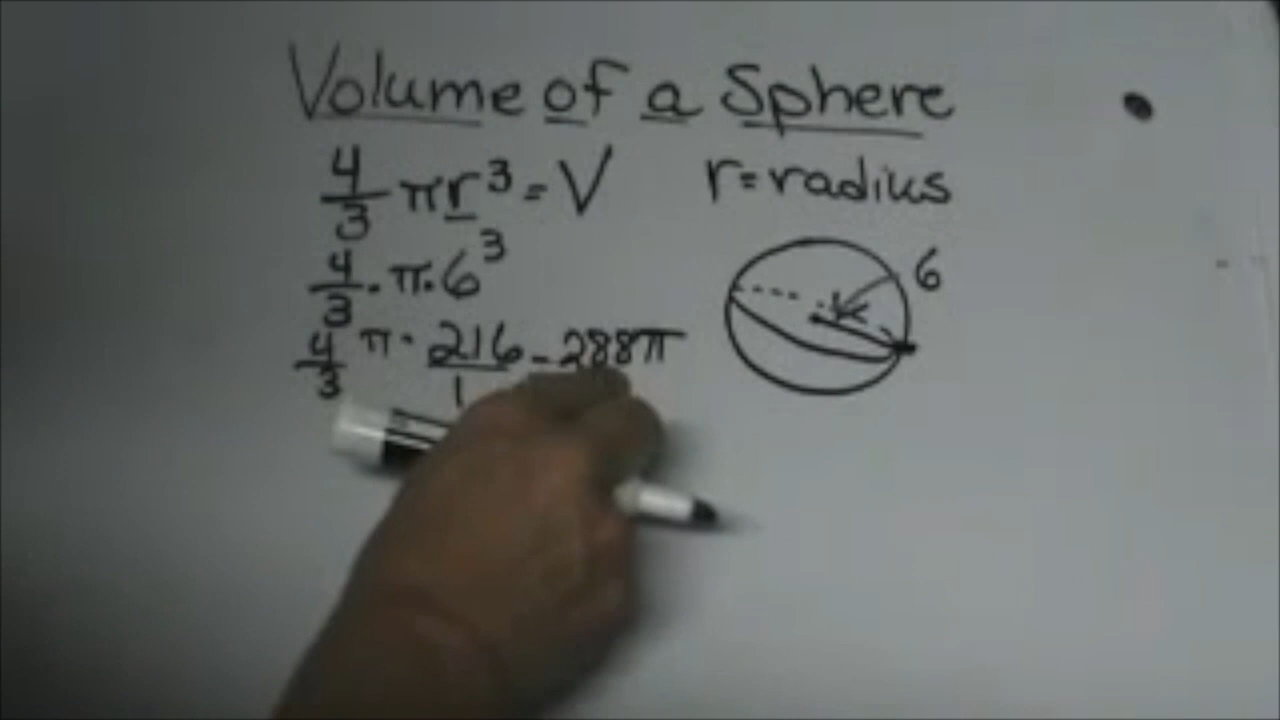 Volume of a Sphere
4/3 πr³ = V r=radius
4/3 · π · 6³ 6
4/3 π · 216/1 = 288π